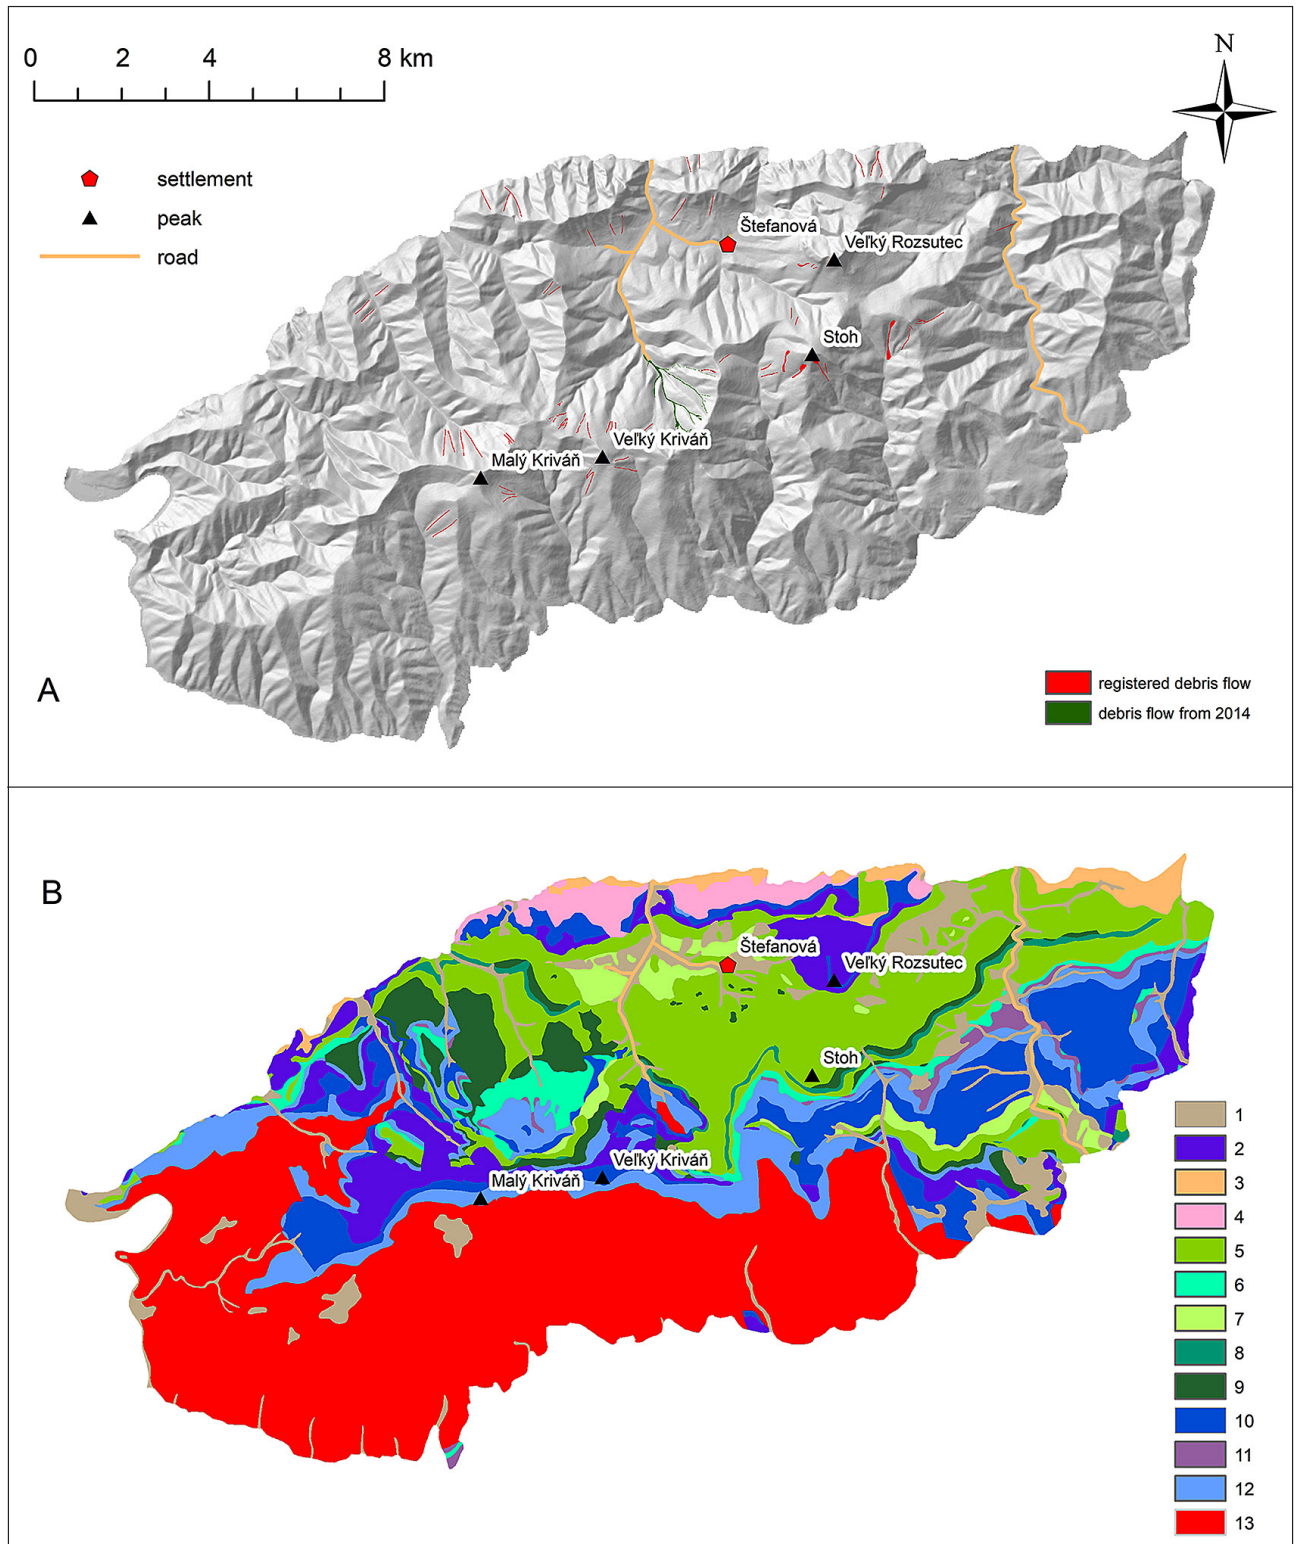 0 2 4 8 km
N
settlement
peak
road
Štefanová
Veľký Rozsutec
Stoh
Veľký Kriváň
Malý Kriváň
A
registered debris flow
debris flow from 2014
B
Štefanová
Veľký Rozsutec
Stoh
Veľký Kriváň
Malý Kriváň
1
2
3
4
5
6
7
8
9
10
11
12
13